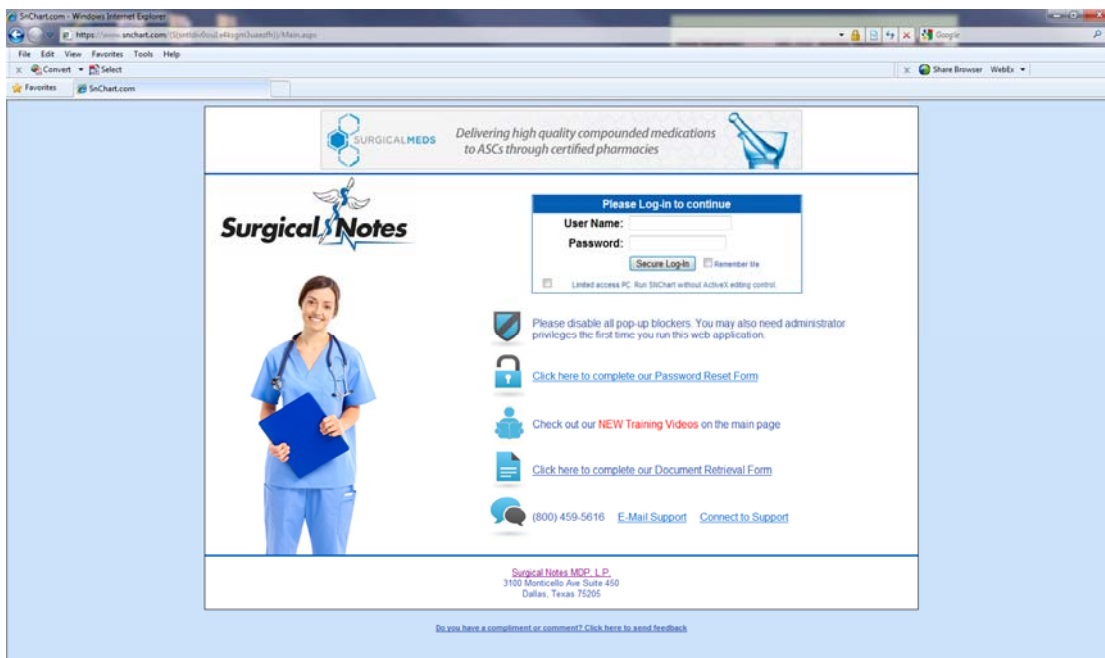 SnChart.com - Windows Internet Explorer
Google
File Edit View Favorites Tools Help
Convert Select
Share Browser WebEx
Favorites SnChart.com
SURGICALMEDS
Delivering high quality compounded medications
to ASCs through certified pharmacies
Surgical Notes
Please Log-in to continue
User Name:
Password:
Secure Log-In Remember Me
Limited access PC. Run SNChart without ActiveX editing control.
Please disable all pop-up blockers. You may also need administrator
privileges the first time you run this web application.
Click here to complete our Password Reset Form
Check out our NEW Training Videos on the main page
Click here to complete our Document Retrieval Form
(800) 459-5616 E-Mail Support Connect to Support
Surgical Notes MDP, L.P.
3100 Monticello Ave Suite 450
Dallas, Texas 75205
Do you have a compliment or comment? Click here to send feedback